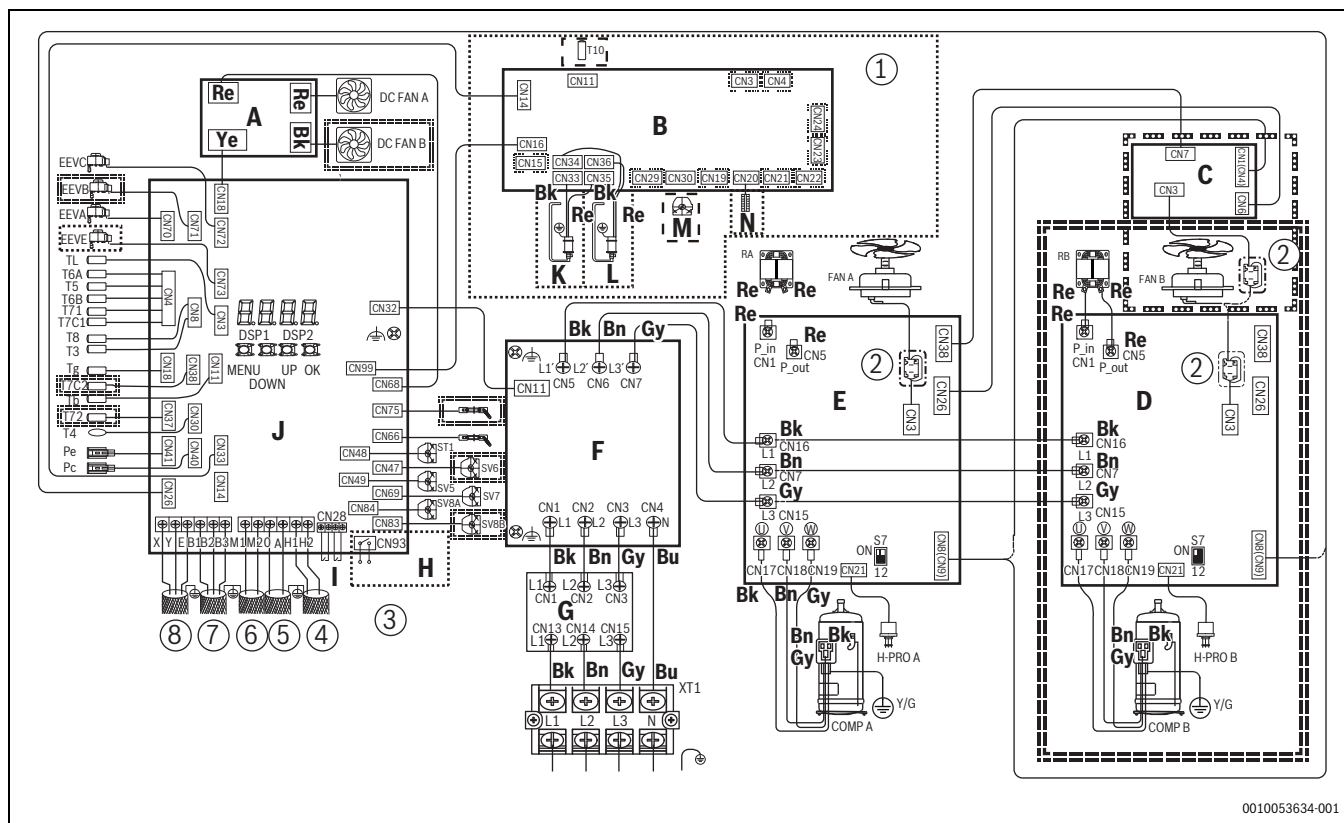 T10
1
CN11
CN3
CN4
CN14
B
CN24
CN23
CN16
CN15
CN34
CN36
CN33
CN35
CN29
CN30
CN19
CN20
CN21
CN22
Bk
Re
Bk
Re
K
L
M
N
Re
A
Re
Ye
Bk
DC FAN A
DC FAN B
EEVC
EEVB
EEVA
EEVE
TL
T6A
T5
T6B
T71
T7C1
T8
T3
Tg
T7C2
Tb
T72
T4
Pe
Pc
CN18
CN70
CN71
CN72
CN4
CN73
CN8
CN3
CN18
CN38
CN11
CN37
CN30
CN41
CN40
CN33
CN26
CN14
DSP1
DSP2
MENU
DOWN
UP
OK
J
CN32
CN99
CN68
CN75
CN66
CN48
ST1
CN47
SV6
CN49
SV5
CN69
SV7
CN84
SV8A
CN83
SV8B
CN28
CN93
H
I
X
Y
E
B1
B2
B3
M1
M2
O
A
H1
H2
8
7
6
5
4
3
Bk
Bn
Gy
L1'
CN5
L2'
CN6
L3'
CN7
CN11
F
CN1
CN2
CN3
CN4
L1
L2
L3
N
Bk
Bn
Gy
Bu
L1
L2
L3
CN1
CN2
CN3
G
CN13
CN14
CN15
L1
L2
L3
Bk
Bn
Gy
Bu
XT1
L1
L2
L3
N
RA
Re
Re
FAN A
Re
P_in
CN1
Re
CN5
P_out
2
CN38
CN26
CN3
E
Bk
CN16
L1
Bn
CN7
L2
Gy
L3
CN15
U
V
W
CN17
CN18
CN19
S7
ON
12
CN21
CN8(CN9)
Bk
Bn
Gy
Bn
Gy
Bk
H-PRO A
Y/G
COMP A
CN7
CN1(CN4)
C
CN3
CN6
2
RB
Re
Re
FAN B
P_in
CN1
Re
CN5
P_out
2
CN38
CN26
CN3
D
Bk
CN16
L1
Bn
CN7
L2
Gy
L3
CN15
U
V
W
CN17
CN18
CN19
S7
ON
12
CN21
CN8(CN9)
Bn
Gy
Bk
H-PRO B
Y/G
COMP B
0010053634-001